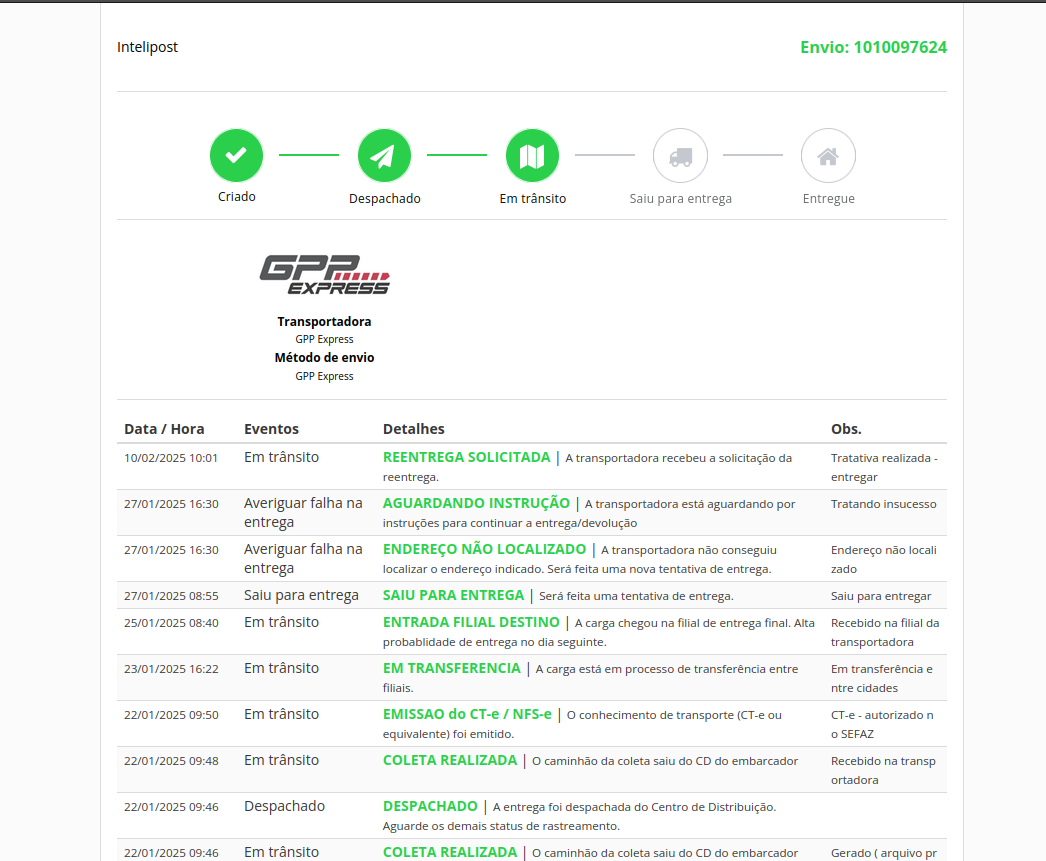 Intelipost
Envio: 1010097624
Criado
Despachado
Em trânsito
Saiu para entrega
Entregue
GPP
EXPRESS
Transportadora
GPP Express
Método de envio
GPP Express
Data / Hora Eventos Detalhes Obs.
10/02/2025 10:01 Em trânsito REENTREGA SOLICITADA | A transportadora recebeu a solicitação da Tratativa realizada -
reentrega. entregar
27/01/2025 16:30 Averiguar falha na AGUARDANDO INSTRUÇÃO | A transportadora está aguardando por Tratando insucesso
entrega instruções para continuar a entrega/devolução
27/01/2025 16:30 Averiguar falha na ENDEREÇO NÃO LOCALIZADO | A transportadora não conseguiu Endereço não locali
entrega localizar o endereço indicado. Será feita uma nova tentativa de entrega. zado
27/01/2025 08:55 Saiu para entrega SAIU PARA ENTREGA | Será feita uma tentativa de entrega. Saiu para entregar
25/01/2025 08:40 Em trânsito ENTRADA FILIAL DESTINO | A carga chegou na filial de entrega final. Alta Recebido na filial da
probablidade de entrega no dia seguinte. transportadora
23/01/2025 16:22 Em trânsito EM TRANSFERENCIA | A carga está em processo de transferência entre Em transferência e
filiais. ntre cidades
22/01/2025 09:50 Em trânsito EMISSAO do CT-e / NFS-e | O conhecimento de transporte (CT-e ou CT-e - autorizado n
equivalente) foi emitido. o SEFAZ
22/01/2025 09:48 Em trânsito COLETA REALIZADA | O caminhão da coleta saiu do CD do embarcador Recebido na transp
ortadora
22/01/2025 09:46 Despachado DESPACHADO | A entrega foi despachada do Centro de Distribuição.
Aguarde os demais status de rastreamento.
22/01/2025 09:46 Em trânsito COLETA REALIZADA | O caminhão da coleta saiu do CD do embarcador Gerado ( arquivo pr